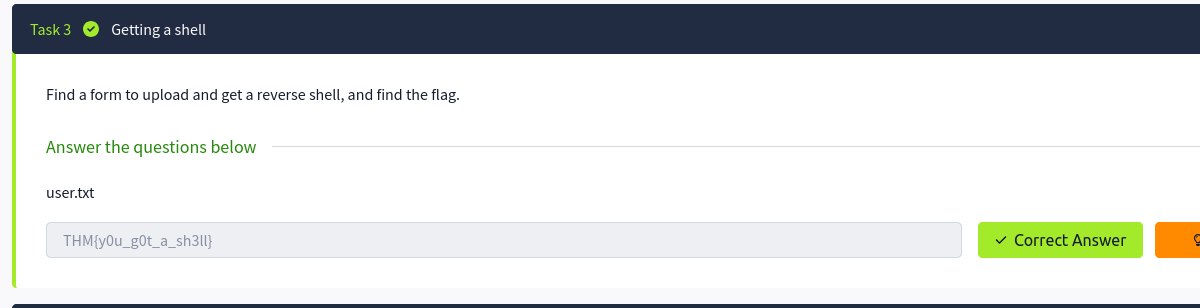 Task 3 Getting a shell
Find a form to upload and get a reverse shell, and find the flag.
Answer the questions below
user.txt
THM{y0u_g0t_a_sh3ll}
Correct Answer